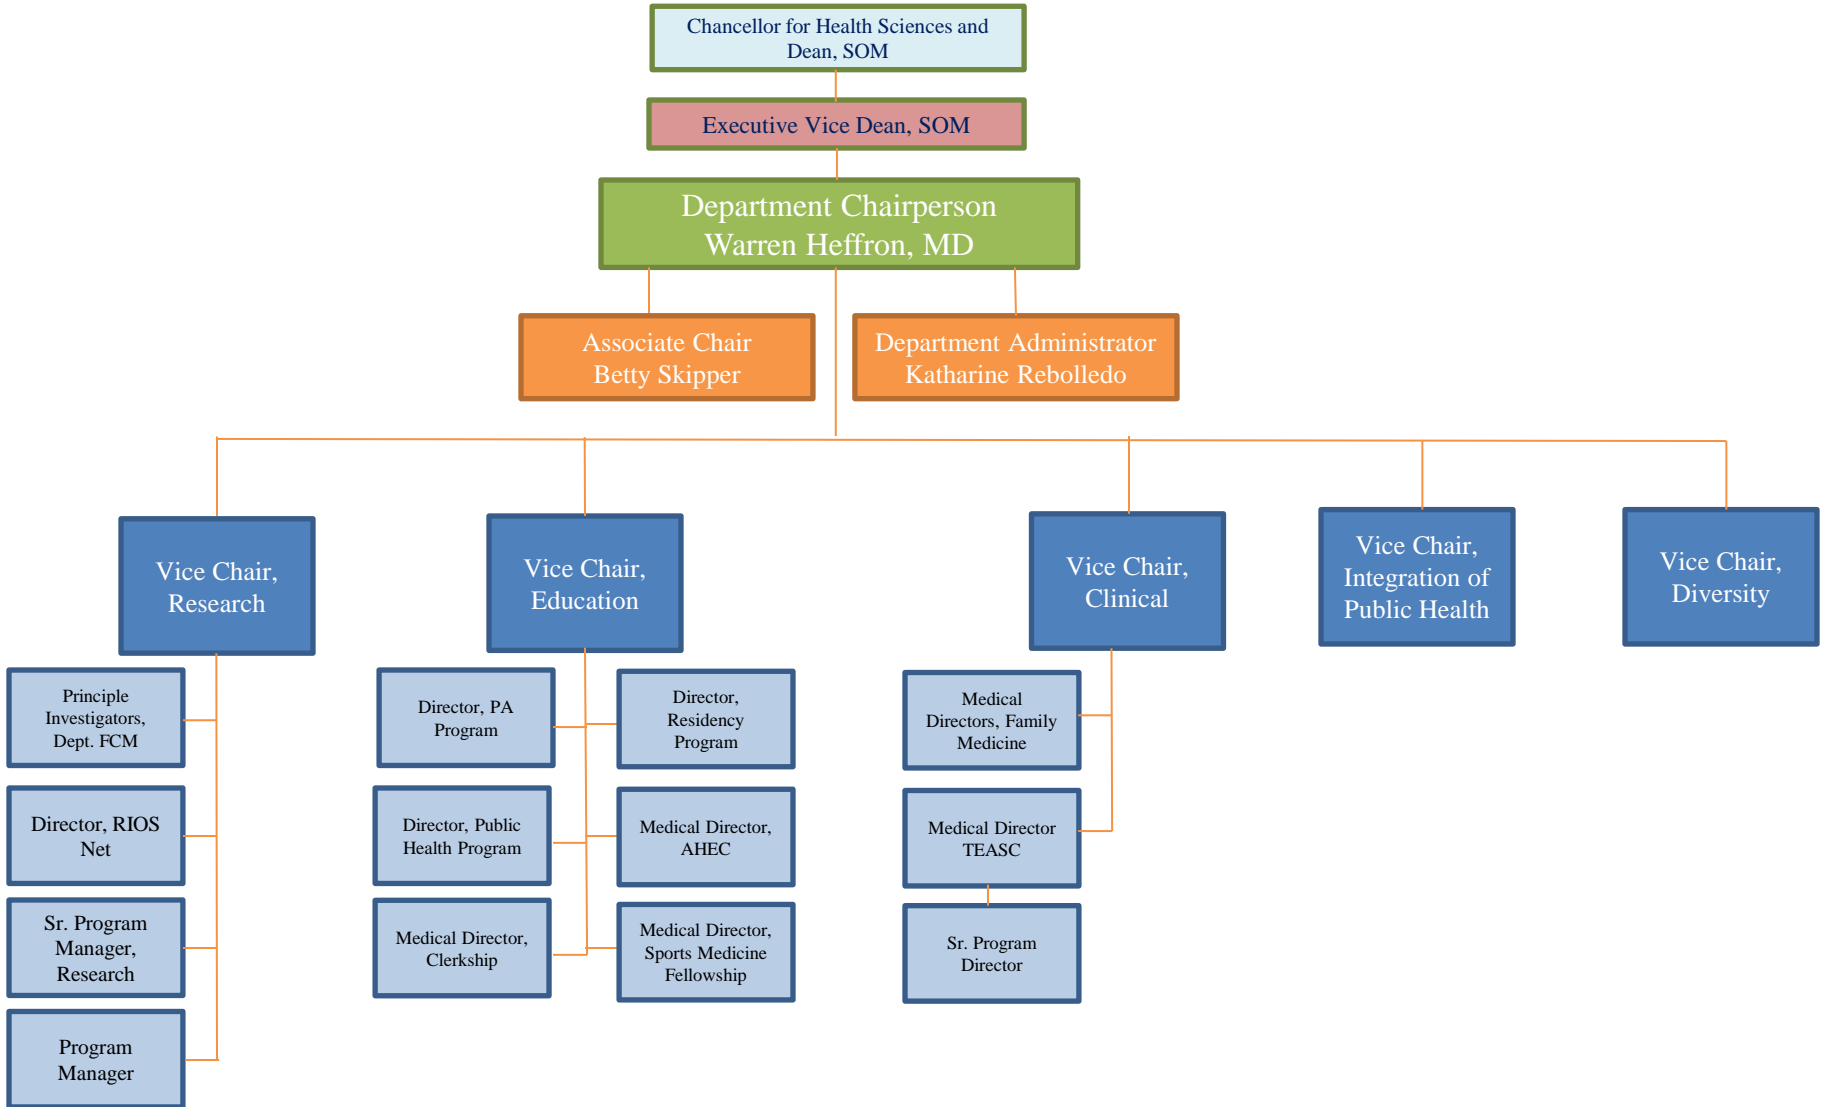 Chancellor for Health Sciences and
Dean, SOM
Executive Vice Dean, SOM
Department Chairperson
Warren Heffron, MD
Associate Chair
Betty Skipper
Department Administrator
Katharine Rebolledo
Vice Chair,
Research
Vice Chair,
Education
Vice Chair,
Clinical
Vice Chair,
Integration of
Public Health
Vice Chair,
Diversity
Principle
Investigators,
Dept. FCM
Director, RIOS
Net
Sr. Program
Manager,
Research
Program
Manager
Director, PA
Program
Director,
Residency
Program
Director, Public
Health Program
Medical Director,
AHEC
Medical Director,
Clerkship
Medical Director,
Sports Medicine
Fellowship
Medical
Directors, Family
Medicine
Medical Director
TEASC
Sr. Program
Director